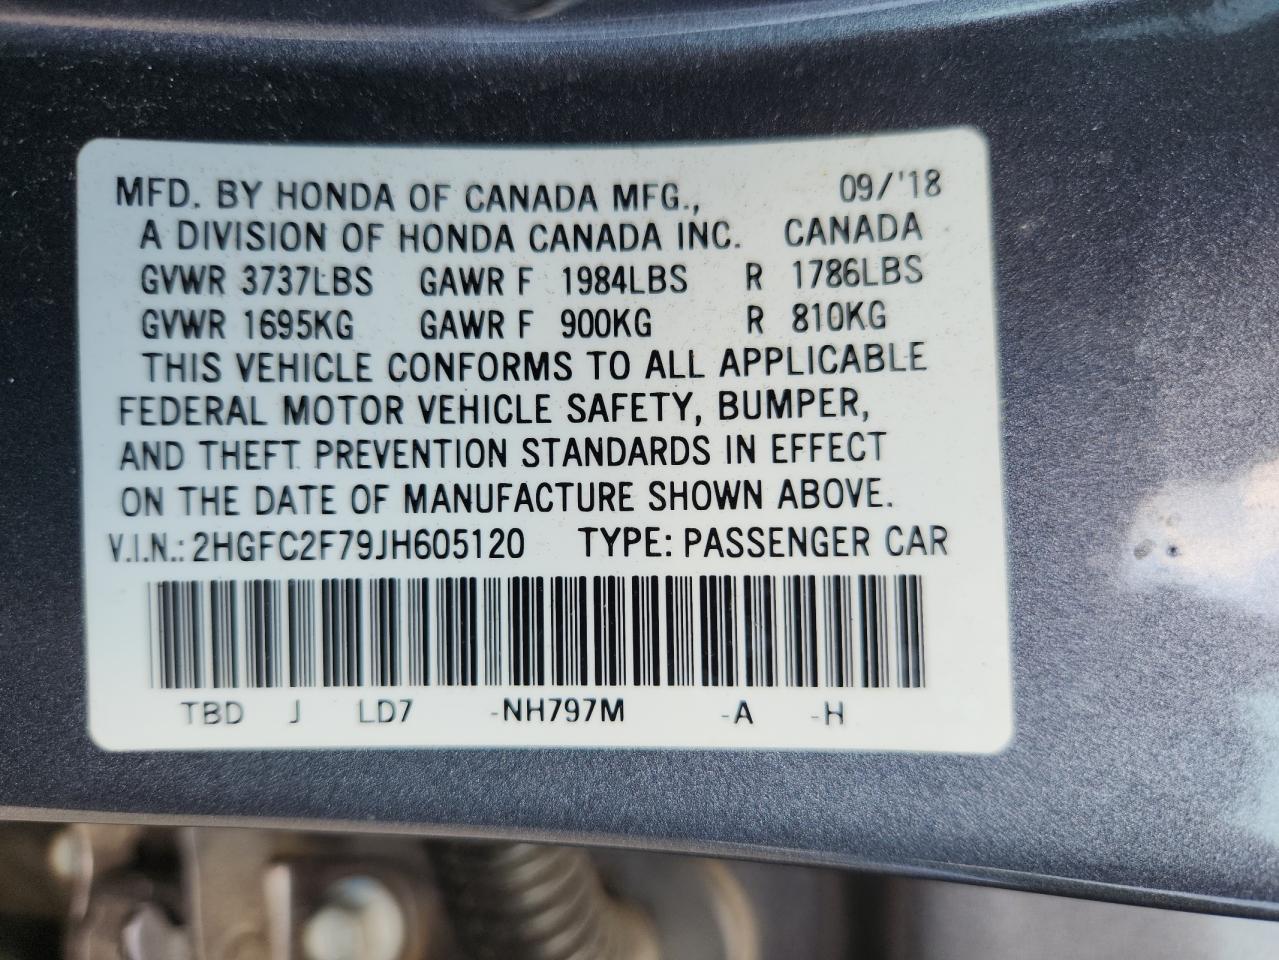 MFD. BY HONDA OF CANADA MFG., 09/'18
A DIVISION OF HONDA CANADA INC. CANADA
GVWR 3737LBS GAWR F 1984LBS R 1786LBS
GVWR 1695KG GAWR F 900KG R 810KG
THIS VEHICLE CONFORMS TO ALL APPLICABLE
FEDERAL MOTOR VEHICLE SAFETY, BUMPER,
AND THEFT PREVENTION STANDARDS IN EFFECT
ON THE DATE OF MANUFACTURE SHOWN ABOVE.
V.I.N.: 2HGFC2F79JH605120 TYPE: PASSENGER CAR
TBD J LD7 -NH797M -A -H